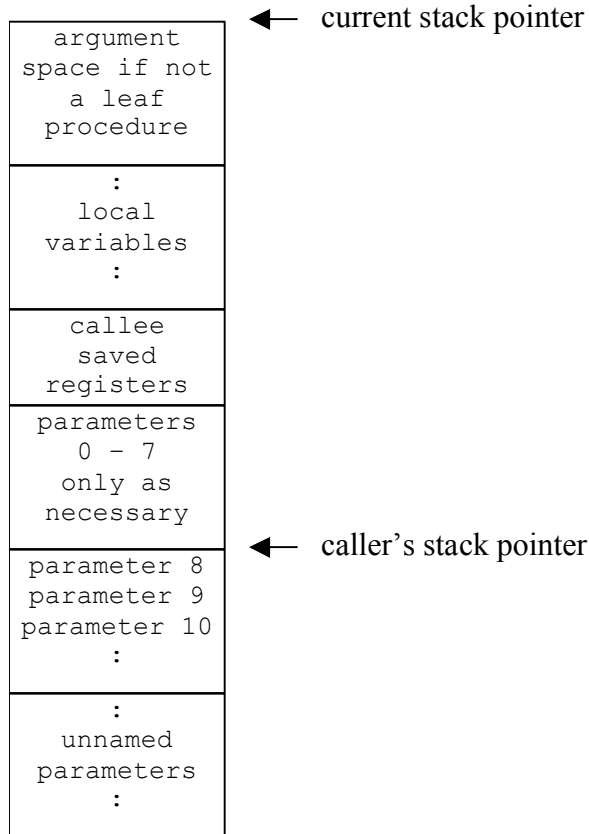 current stack pointer
argument
space if not
a leaf
procedure
:
local
variables
:
callee
saved
registers
parameters
0 – 7
only as
necessary
caller’s stack pointer
parameter 8
parameter 9
parameter 10
:
:
unnamed
parameters
: